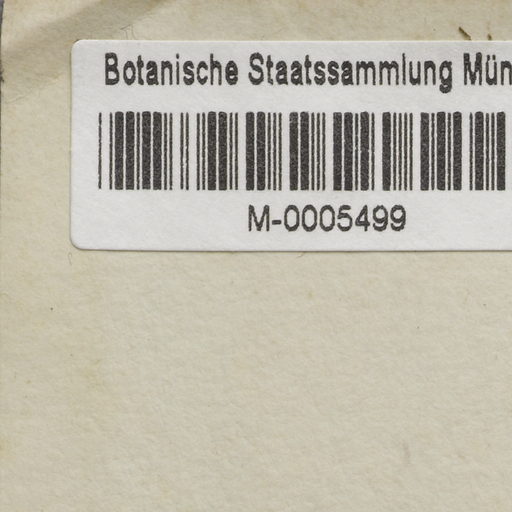 Botanische Staatssammlung Mün
M-0005499